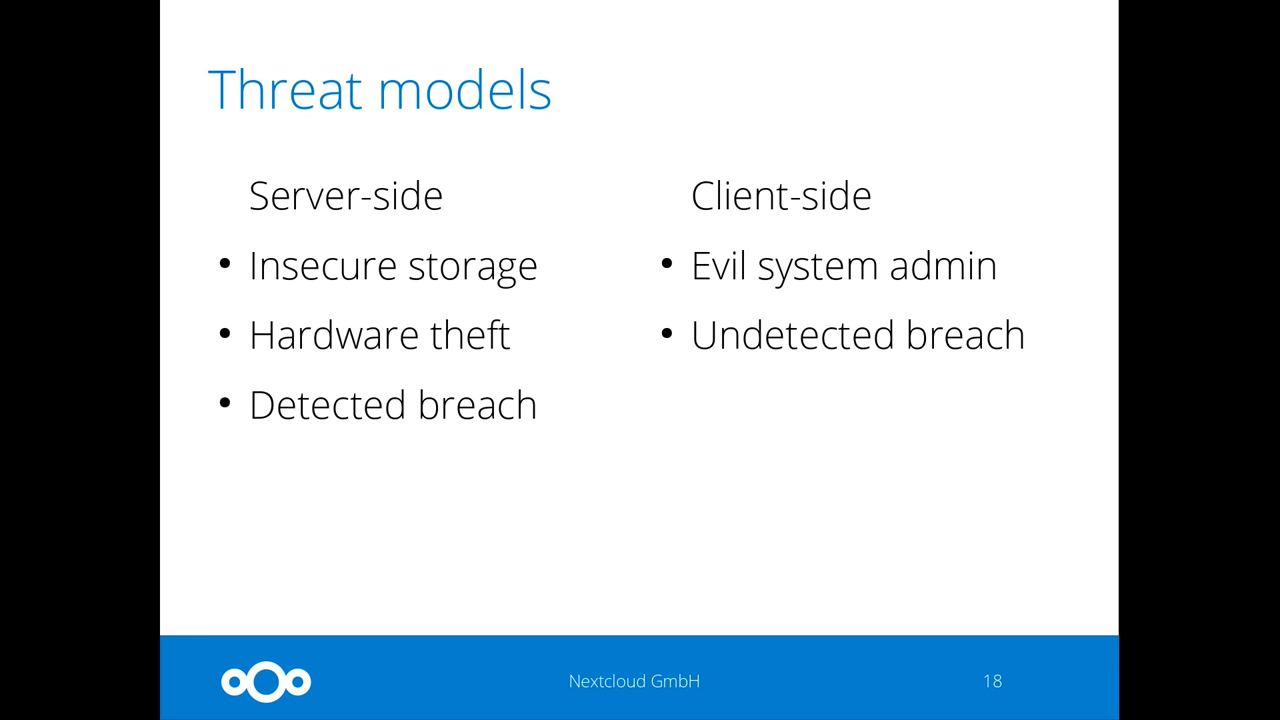 Threat models
Server-side
• Insecure storage
• Hardware theft
• Detected breach
Client-side
• Evil system admin
• Undetected breach
Nextcloud GmbH
18